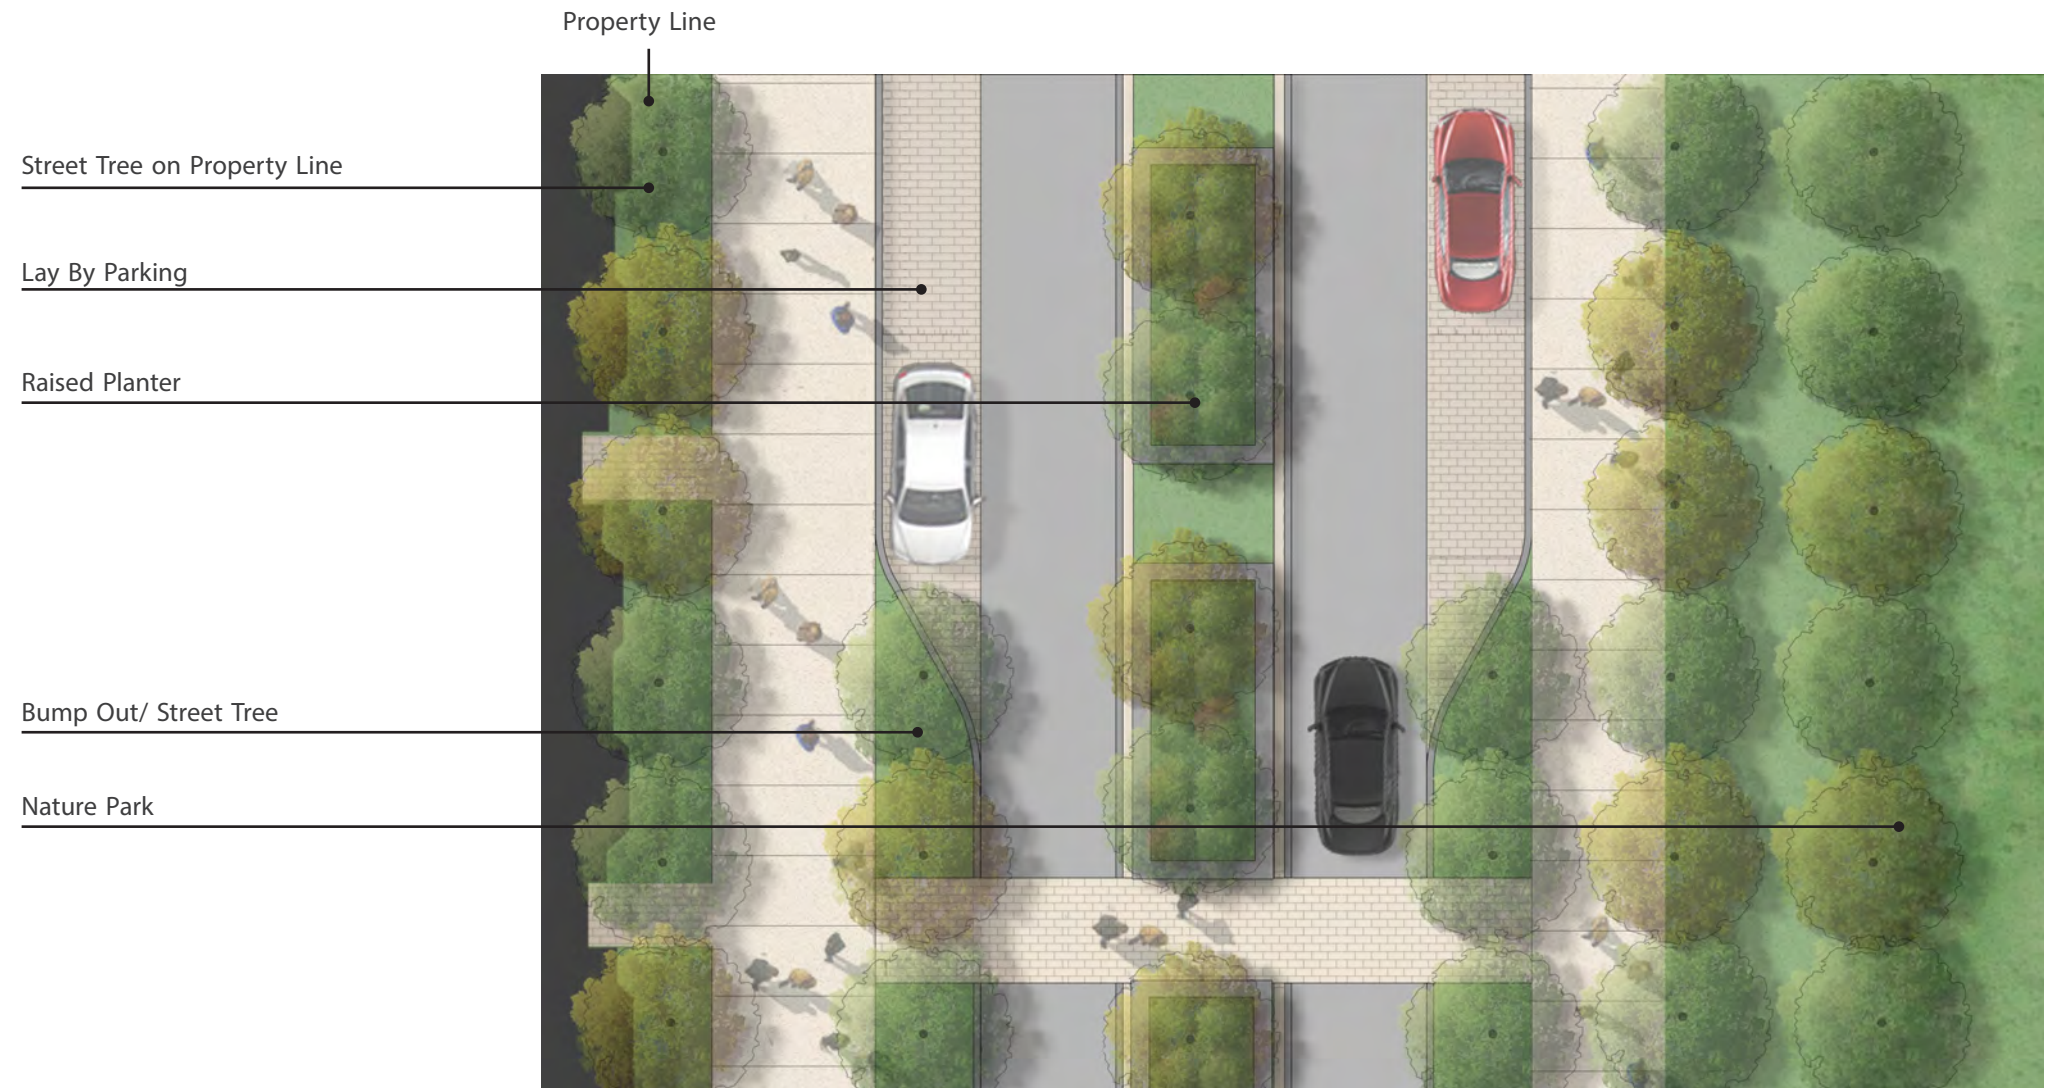 Property Line
Street Tree on Property Line
Lay By Parking
Raised Planter
Bump Out/ Street Tree
Nature Park